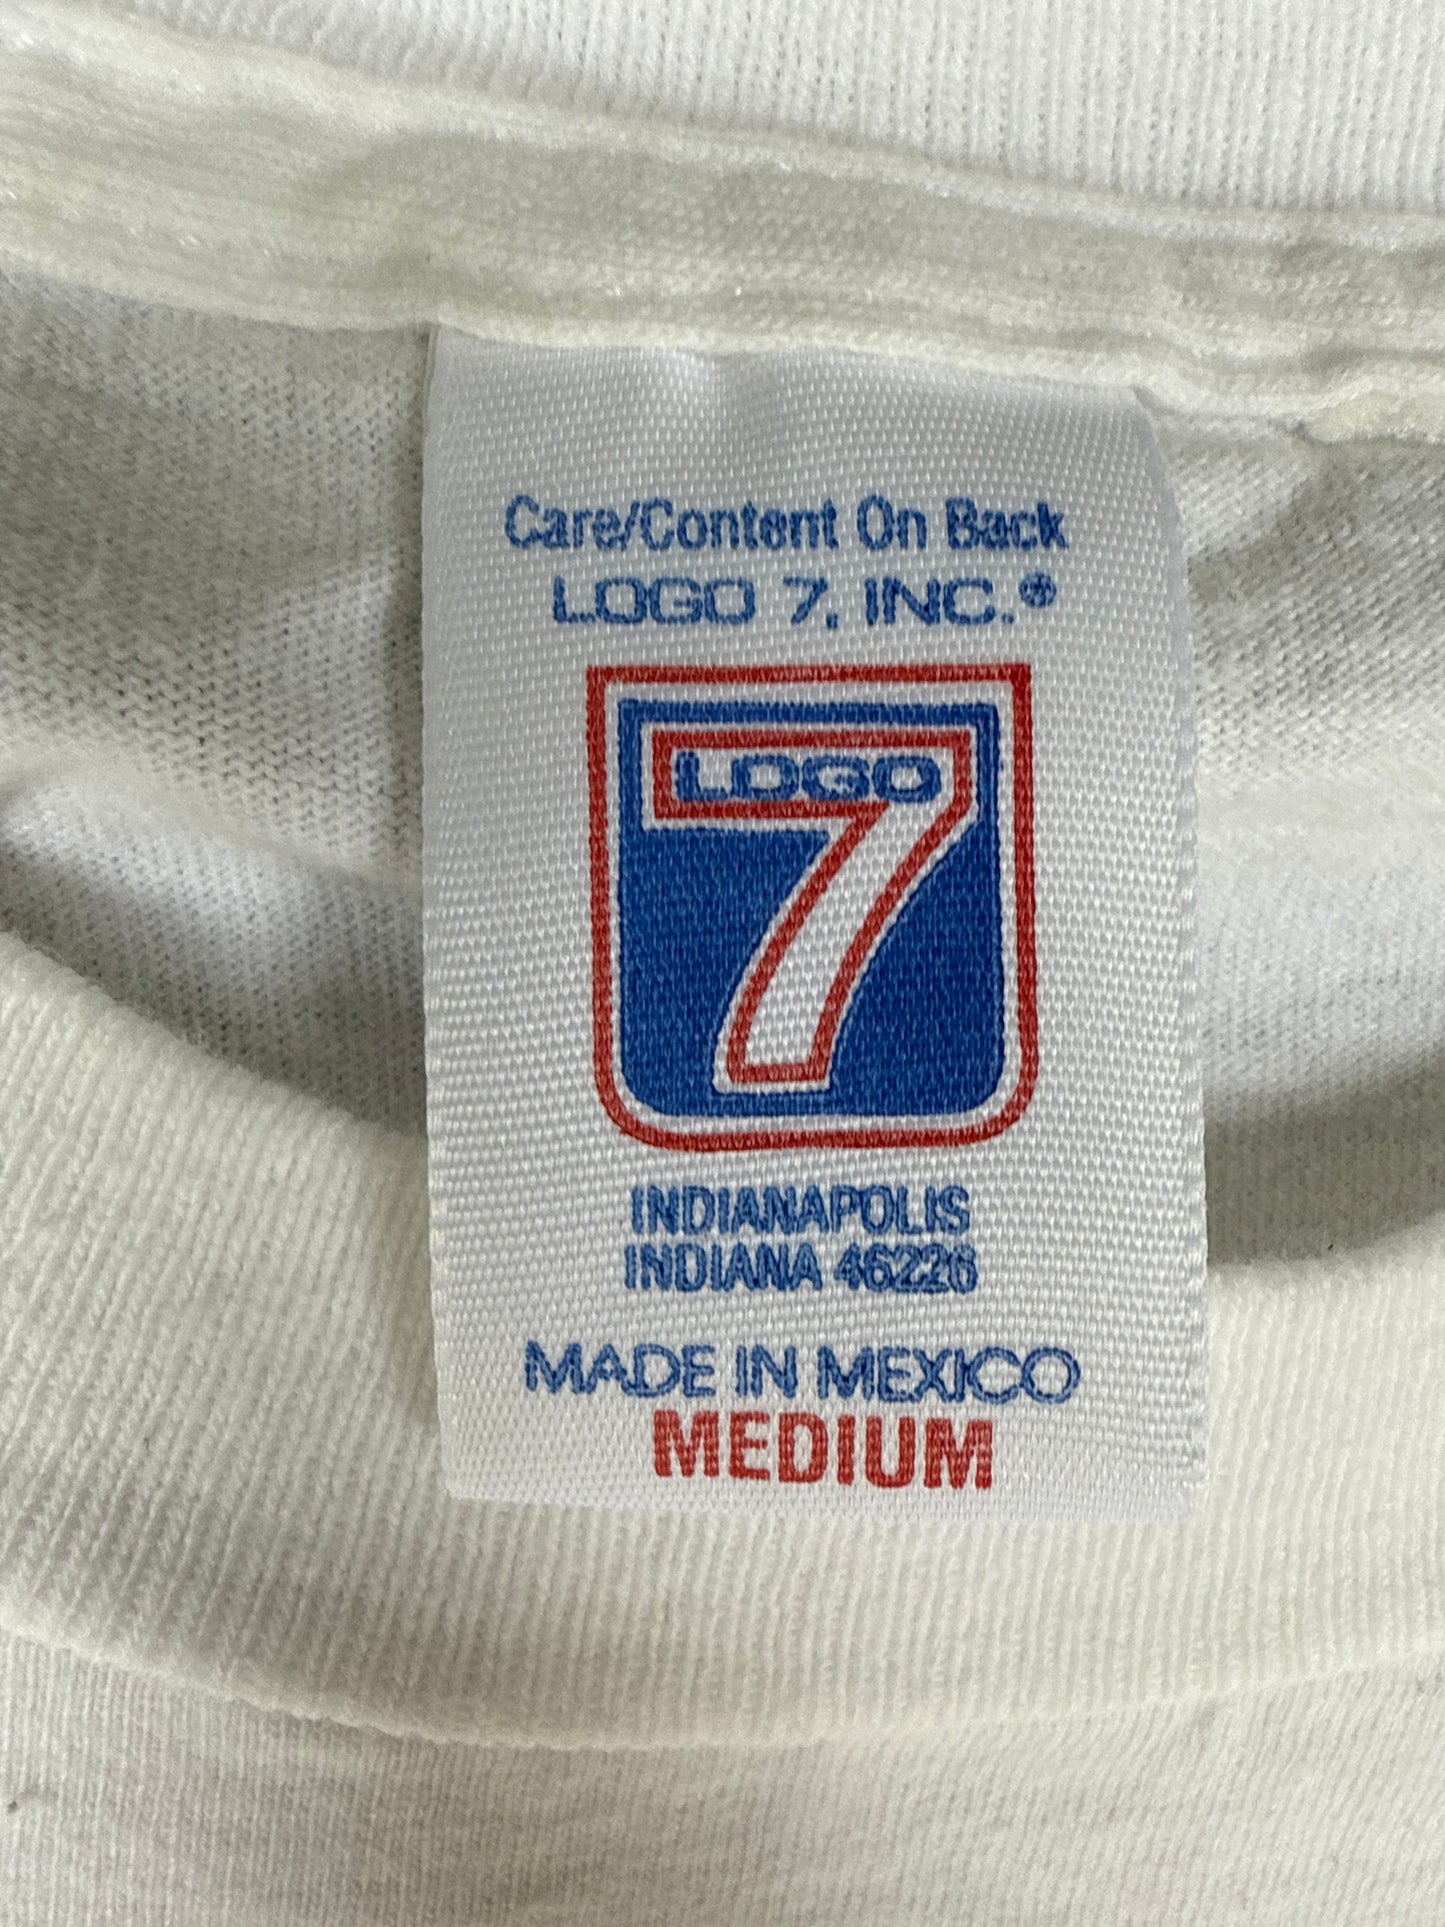 Care/Content On Back
LOGO 7, INC.®
LOGO
7
INDIANAPOLIS
INDIANA 46226
MADE IN MEXICO
MEDIUM